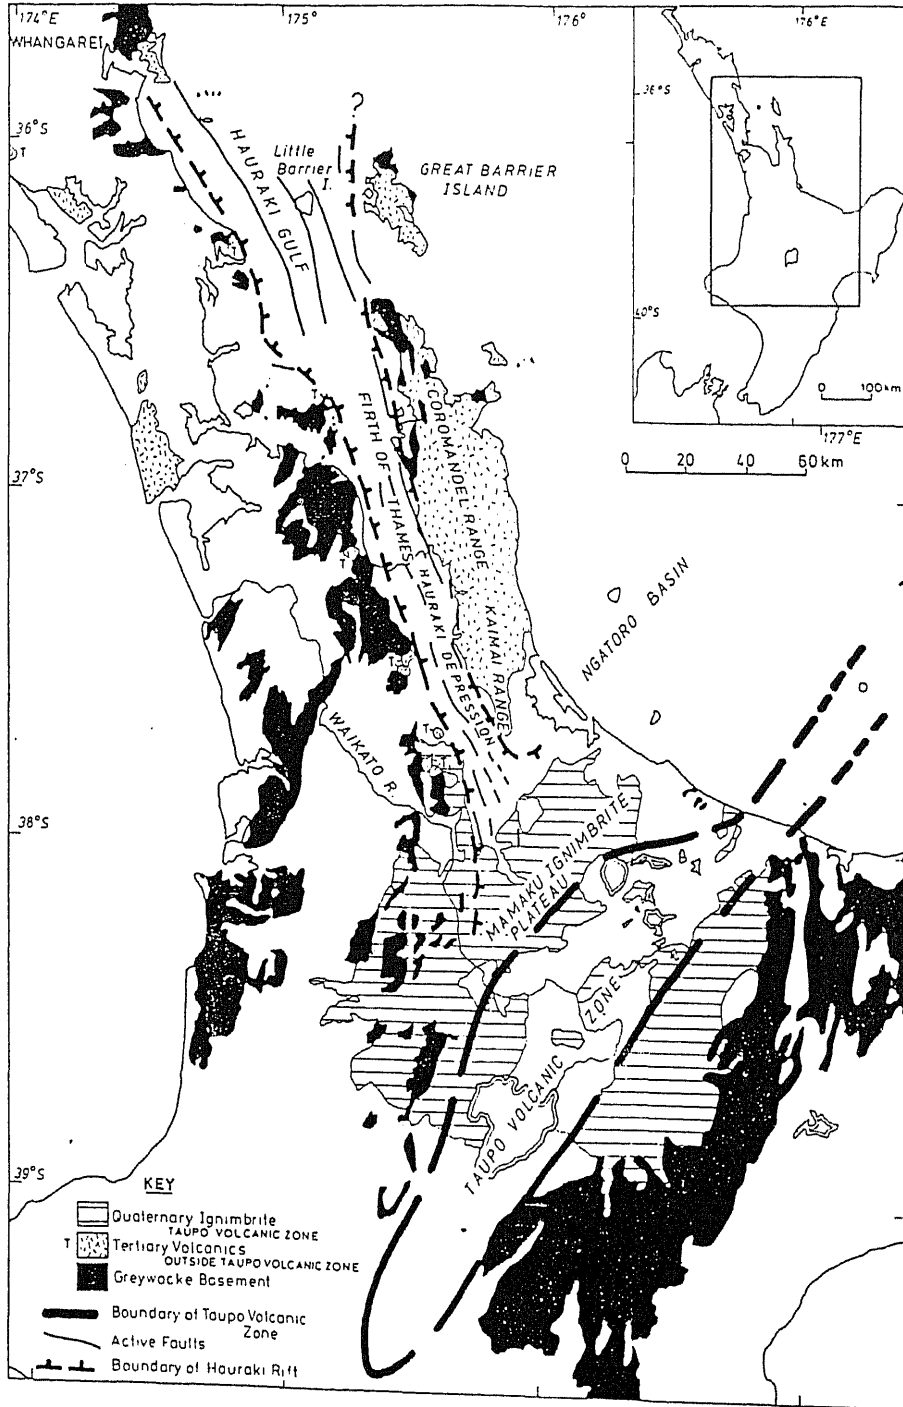 174°E
175°
176°
176°E
WHANGAREI
36°S
36°S
T
?
HAURAKI GULF
Little
Barrier
I.
GREAT BARRIER
ISLAND
T
40°S
0 100km
177°E
0 20 40 60km
T
FIRTH OF THAMES
COROMANDEL RANGE
37°S
T
HAURAKI DEPRESSION
KAIMAI RANGE
NGATORO BASIN
T
WAIKATO R.
T
T
38°S
MAMAKU IGNIMBRITE
PLATEAU
TAUPO VOLCANIC ZONE
39°S
KEY
Quaternary Ignimbrite
TAUPO VOLCANIC ZONE
T Tertiary Volcanics
OUTSIDE TAUPO VOLCANIC ZONE
Greywacke Basement
Boundary of Taupo Volcanic
Zone
Active Faults
Boundary of Hauraki Rift